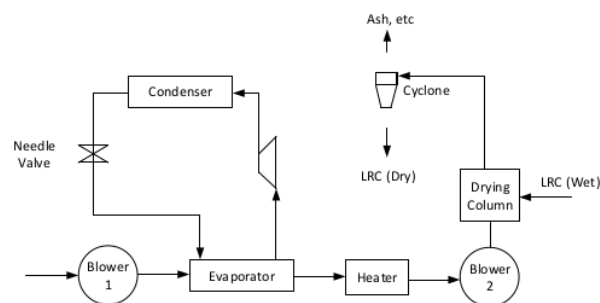 Ash, etc
Condenser
Cyclone
Needle
Valve
LRC (Dry)
Drying
Column
LRC (Wet)
Blower
1
Evaporator
Heater
Blower
2